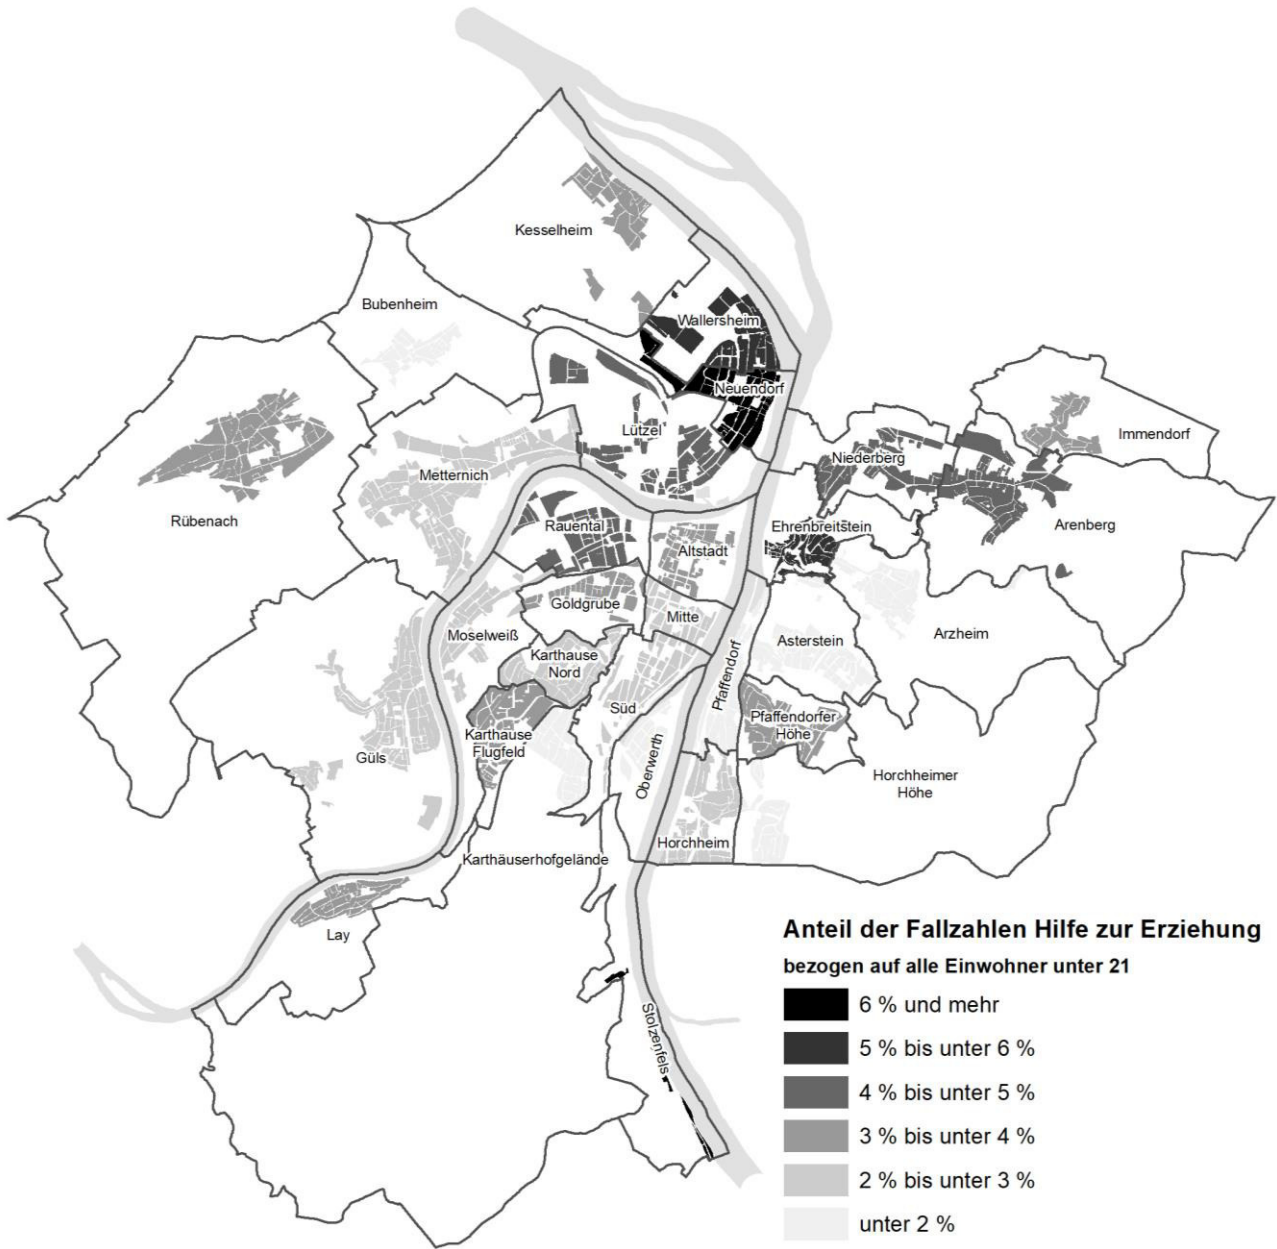 Kesselheim
Bubenheim
Wallersheim
Neuendorf
Lützel
Immendorf
Niederberg
Metternich
Rübenach
Rauental
Ehrenbreitstein
Arenberg
Altstadt
Goldgrube
Mitte
Moselweiß
Asterstein
Arzheim
Karthause
Nord
Pfaffendorf
Süd
Pfaffendorfer
Höhe
Karthause
Flugfeld
Güls
Oberwerth
Horchheimer
Höhe
Horchheim
Karthäuserhofgelände
Lay
Stolzenfels
Anteil der Fallzahlen Hilfe zur Erziehung
bezogen auf alle Einwohner unter 21
6 % und mehr
5 % bis unter 6 %
4 % bis unter 5 %
3 % bis unter 4 %
2 % bis unter 3 %
unter 2 %